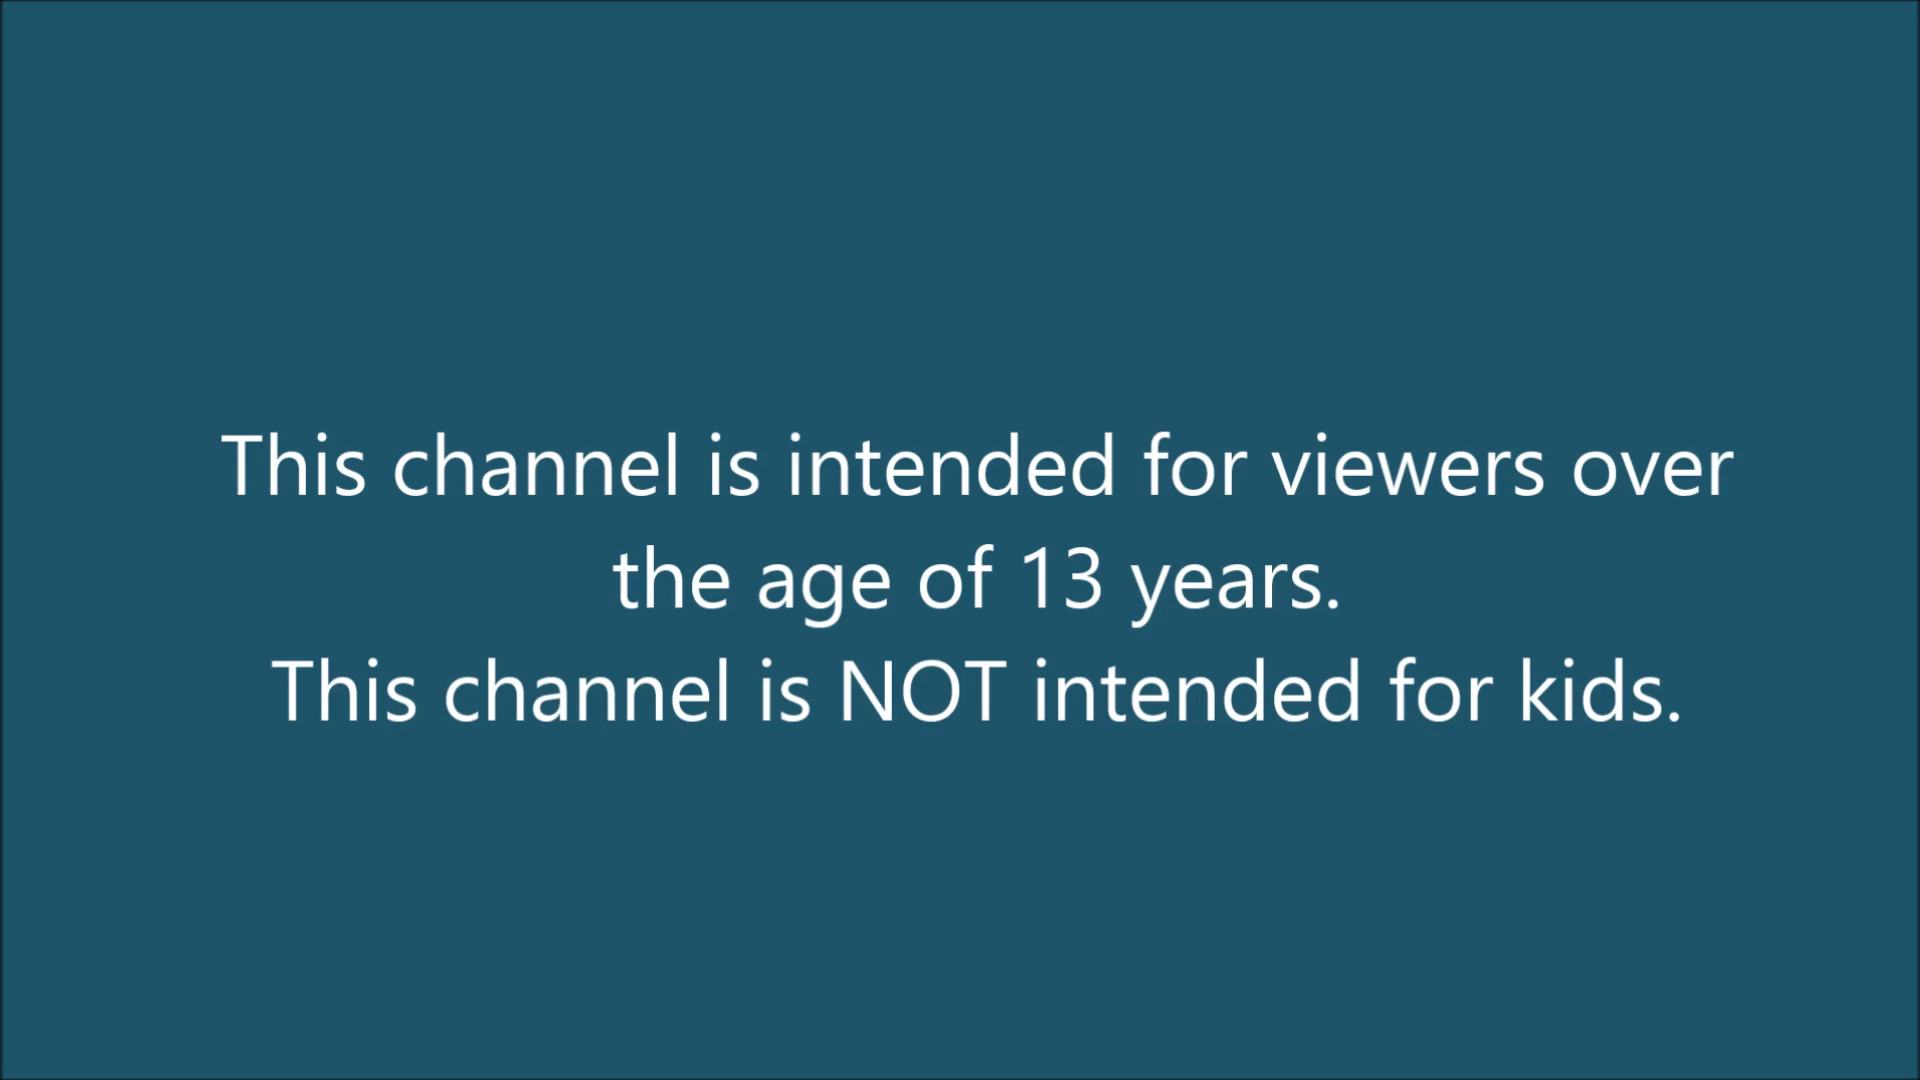 This channel is intended for viewers over
the age of 13 years.
This channel is NOT intended for kids.